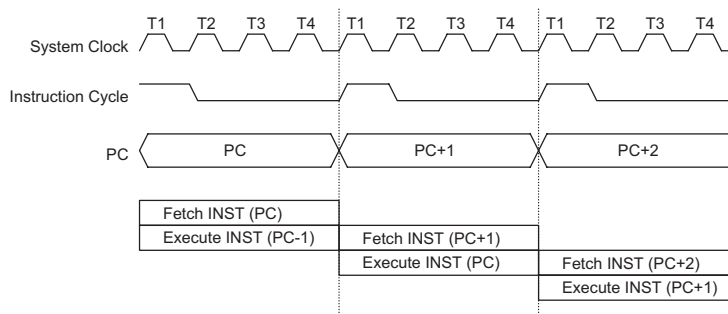 T1 T2 T3 T4 T1 T2 T3 T4 T1 T2 T3 T4
System Clock
Instruction Cycle
PC PC PC+1 PC+2
Fetch INST (PC)
Execute INST (PC-1) Fetch INST (PC+1)
Execute INST (PC) Fetch INST (PC+2)
Execute INST (PC+1)